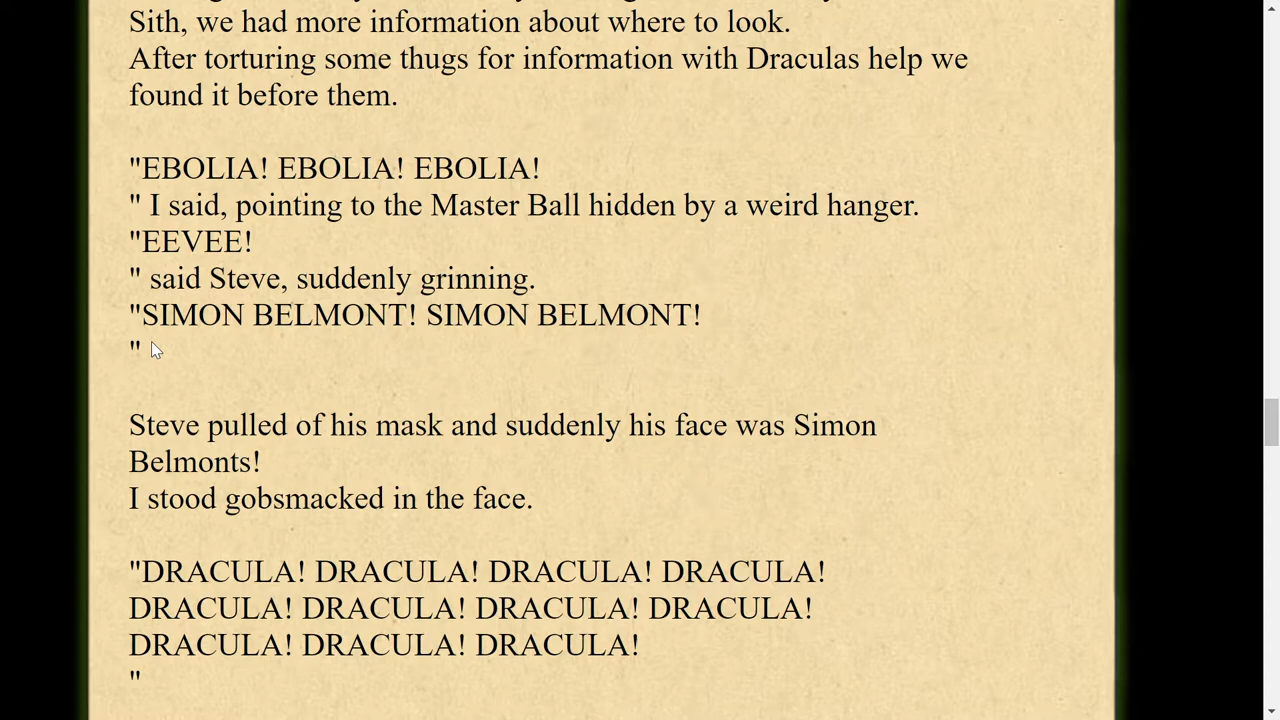 Sith, we had more information about where to look.
After torturing some thugs for information with Draculas help we
found it before them.
"EBOLIA! EBOLIA! EBOLIA!
" I said, pointing to the Master Ball hidden by a weird hanger.
"EEVEE!
" said Steve, suddenly grinning.
"SIMON BELMONT! SIMON BELMONT!
"
Steve pulled of his mask and suddenly his face was Simon
Belmonts!
I stood gobsmacked in the face.
"DRACULA! DRACULA! DRACULA! DRACULA!
DRACULA! DRACULA! DRACULA! DRACULA!
DRACULA! DRACULA! DRACULA!
"